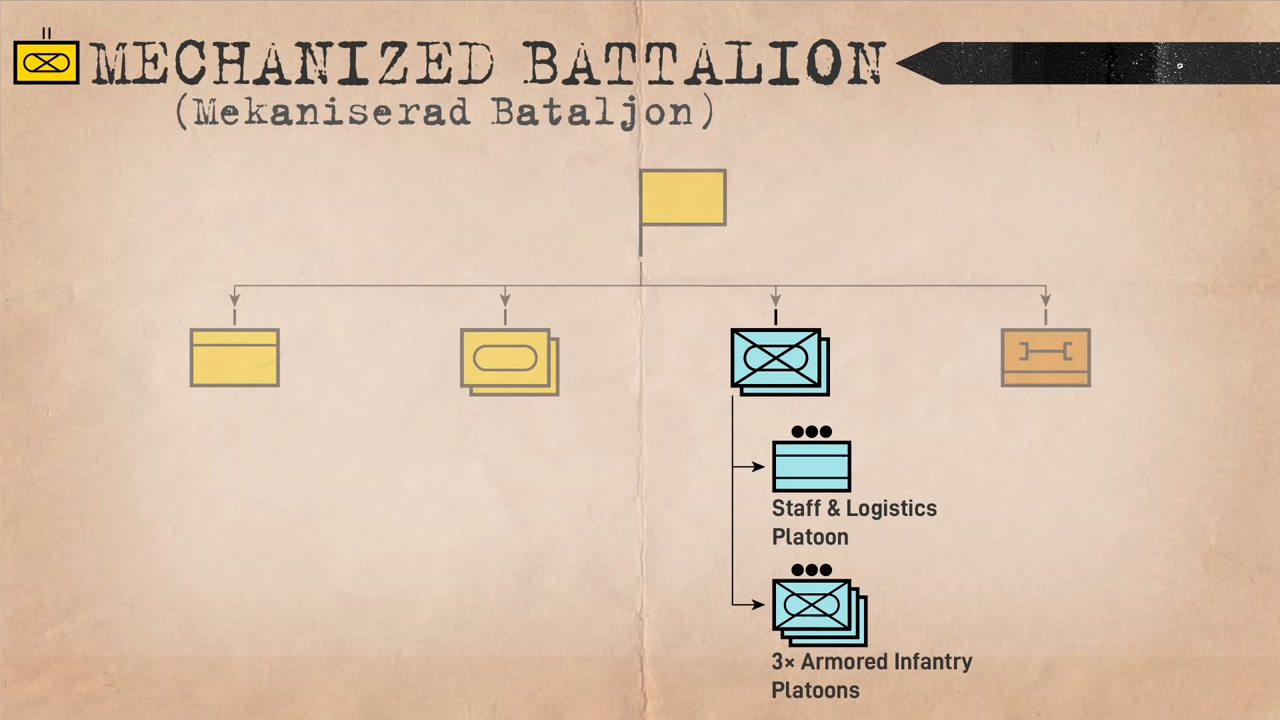 MECHANIZED BATTALION
(Mekaniserad Bataljon)
Staff & Logistics
Platoon
3× Armored Infantry
Platoons